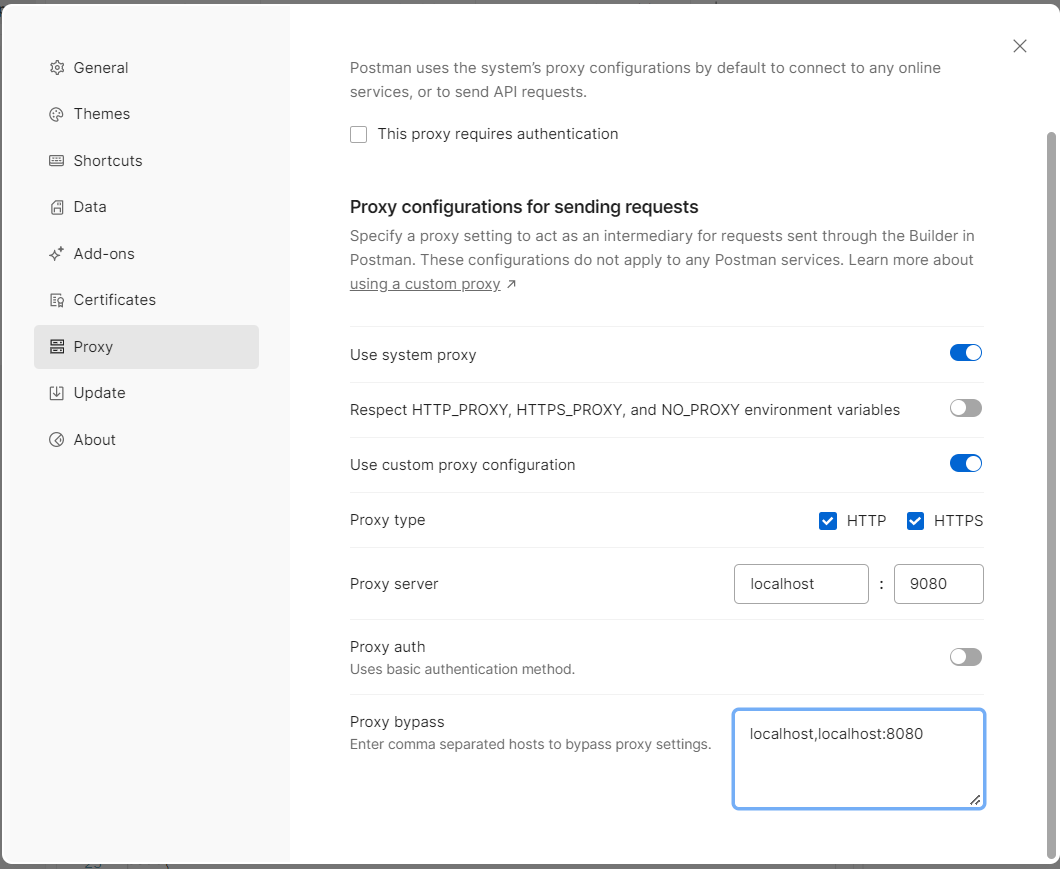 General
Themes
Shortcuts
Data
Add-ons
Certificates
Proxy
Update
About
Postman uses the system’s proxy configurations by default to connect to any online
services, or to send API requests.
This proxy requires authentication
Proxy configurations for sending requests
Specify a proxy setting to act as an intermediary for requests sent through the Builder in
Postman. These configurations do not apply to any Postman services. Learn more about
using a custom proxy ↗
Use system proxy
Respect HTTP_PROXY, HTTPS_PROXY, and NO_PROXY environment variables
Use custom proxy configuration
Proxy type HTTP HTTPS
Proxy server localhost : 9080
Proxy auth
Uses basic authentication method.
Proxy bypass
Enter comma separated hosts to bypass proxy settings.
localhost,localhost:8080